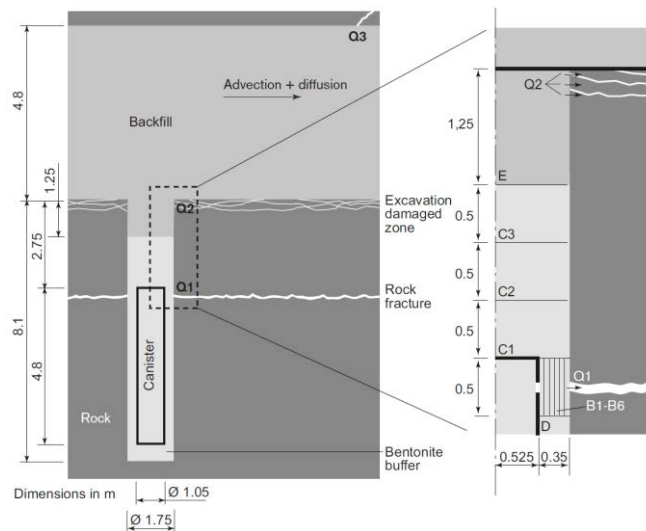 Q3
4.8
Advection + diffusion
Backfill
1.25
Q2
Excavation
damaged
zone
2.75
Q1
Rock
fracture
8.1
4.8
Canister
Rock
Bentonite
buffer
Dimensions in m
Ø 1.05
Ø 1.75
Q2
1,25
E
0.5
C3
0.5
C2
0.5
C1
0.5
Q1
B1-B6
D
0.525
0.35